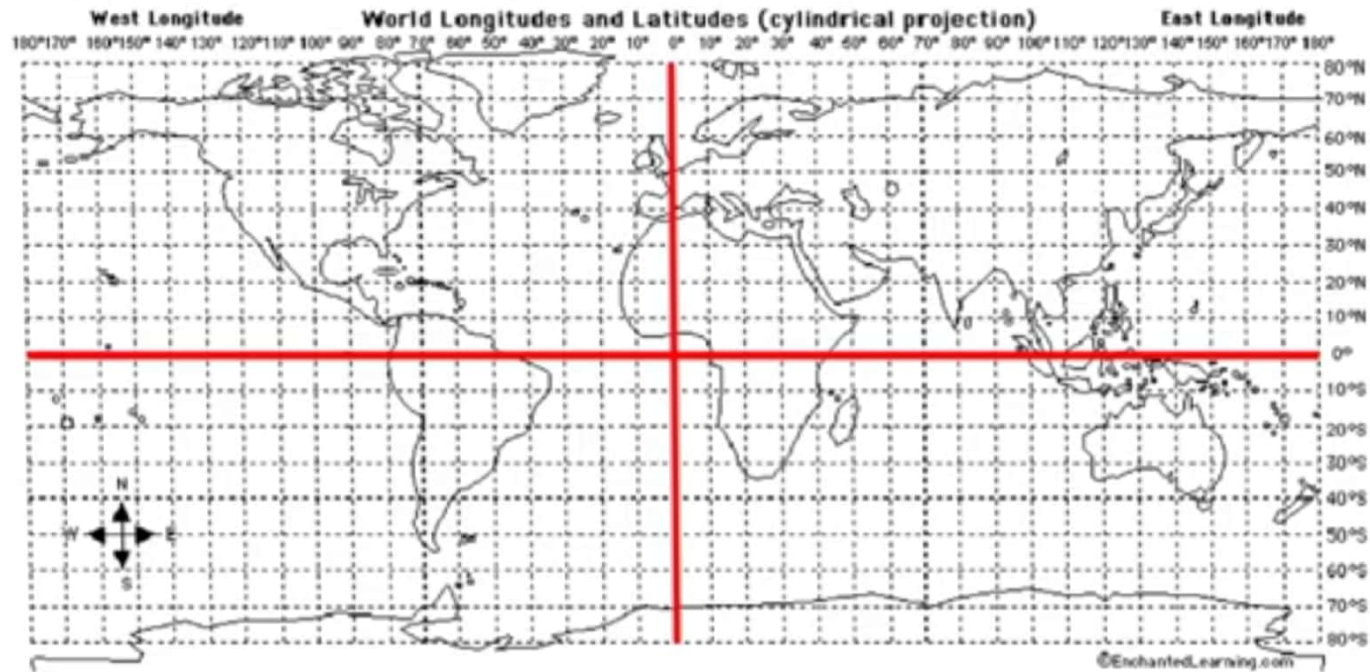 West Longitude World Longitudes and Latitudes (cylindrical projection) East Longitude
180°170° 160°150° 130° 120°110° 100° 90° 80° 70° 60° 50° 40° 30° 20° 10° 0° 10° 20° 30° 40° 50° 60° 70° 80° 90° 100°110° 120°130° 140° 150°160°170° 180°
80°N
70°N
60°N
50°N
40°N
30°N
20°N
10°N
0°
10°S
20°S
30°S
N
40°S
W E 50°S
S
60°S
70°S
80°S
©EnchantedLearning.com